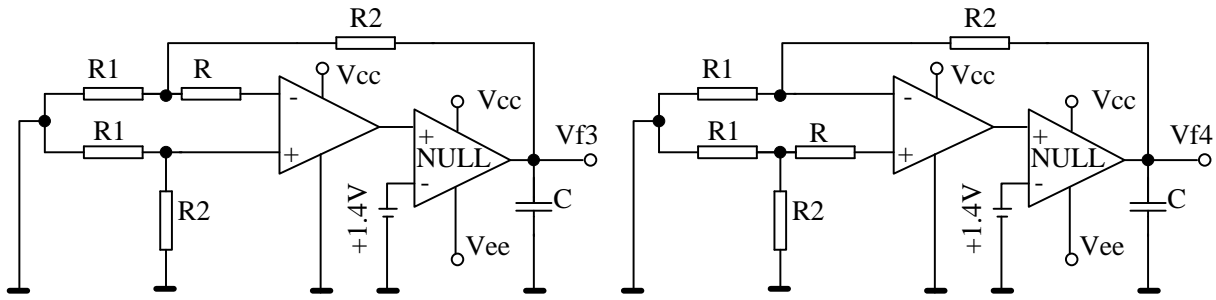 R2
R1
R
Vcc
-
Vcc
R1
+
+
NULL
-
Vf3
R2
+1.4V
C
Vee
R2
R1
Vcc
-
Vcc
R1
R
+
+
NULL
-
Vf4
R2
+1.4V
C
Vee